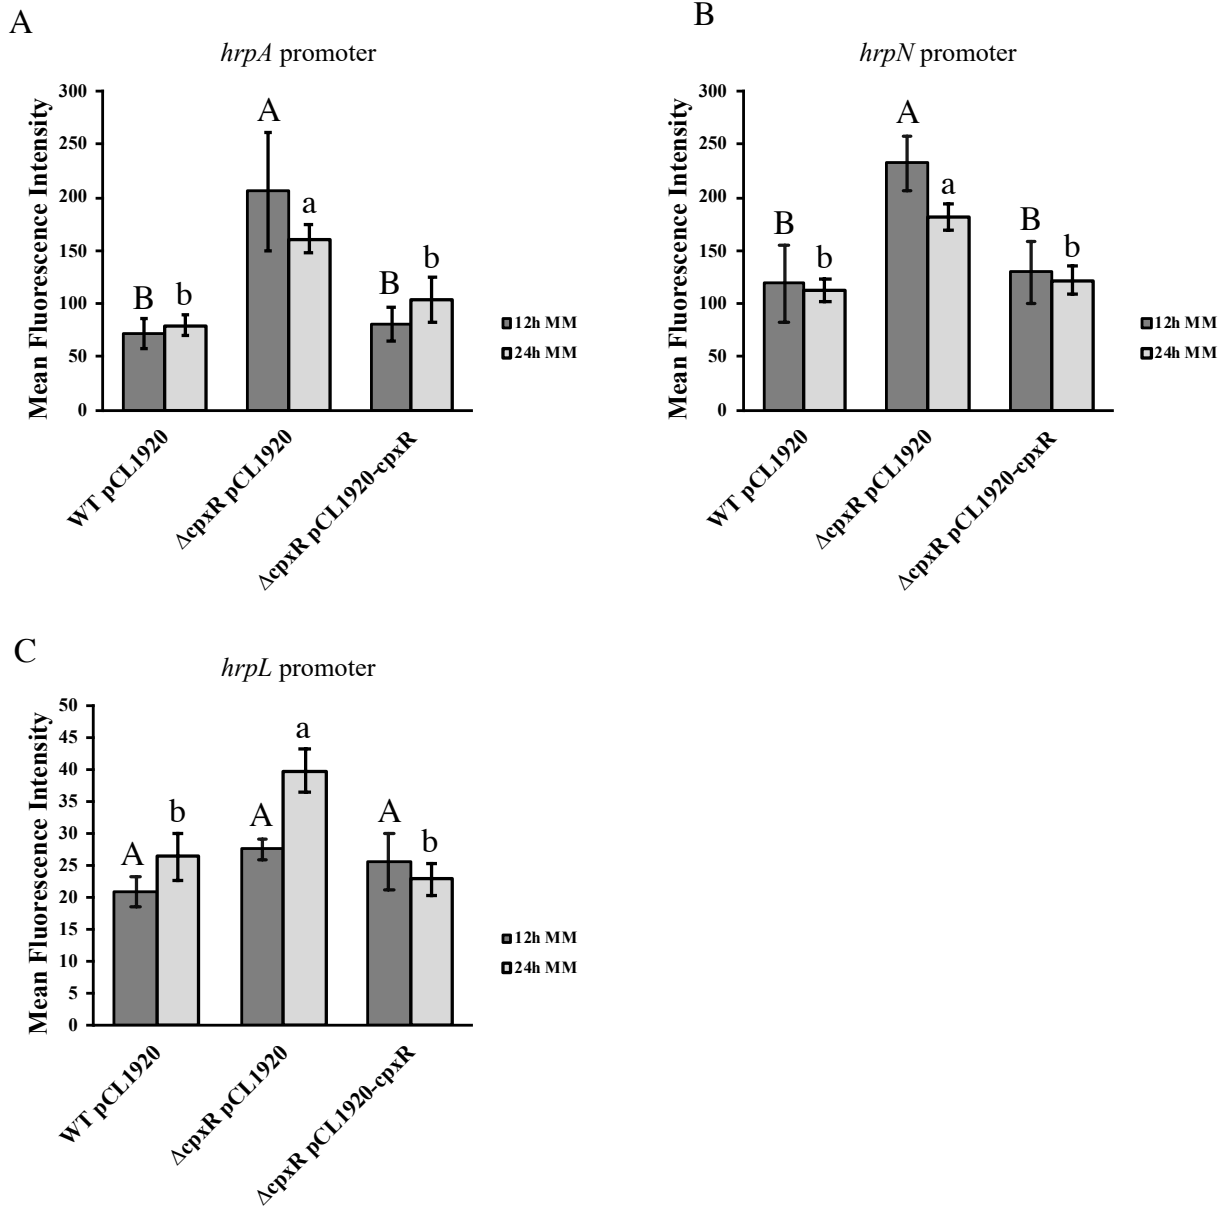 A
hrpA promoter
Mean Fluorescence Intensity
300
250
200
150
100
50
0
B
b
A
a
B
b
WT pCL1920
ΔcpxR pCL1920
ΔcpxR pCL1920-cpxR
12h MM
24h MM
B
hrpN promoter
Mean Fluorescence Intensity
300
250
200
150
100
50
0
B
b
A
a
B
b
WT pCL1920
ΔcpxR pCL1920
ΔcpxR pCL1920-cpxR
12h MM
24h MM
C
hrpL promoter
Mean Fluorescence Intensity
50
45
40
35
30
25
20
15
10
5
0
A
b
A
a
A
b
WT pCL1920
ΔcpxR pCL1920
ΔcpxR pCL1920-cpxR
12h MM
24h MM